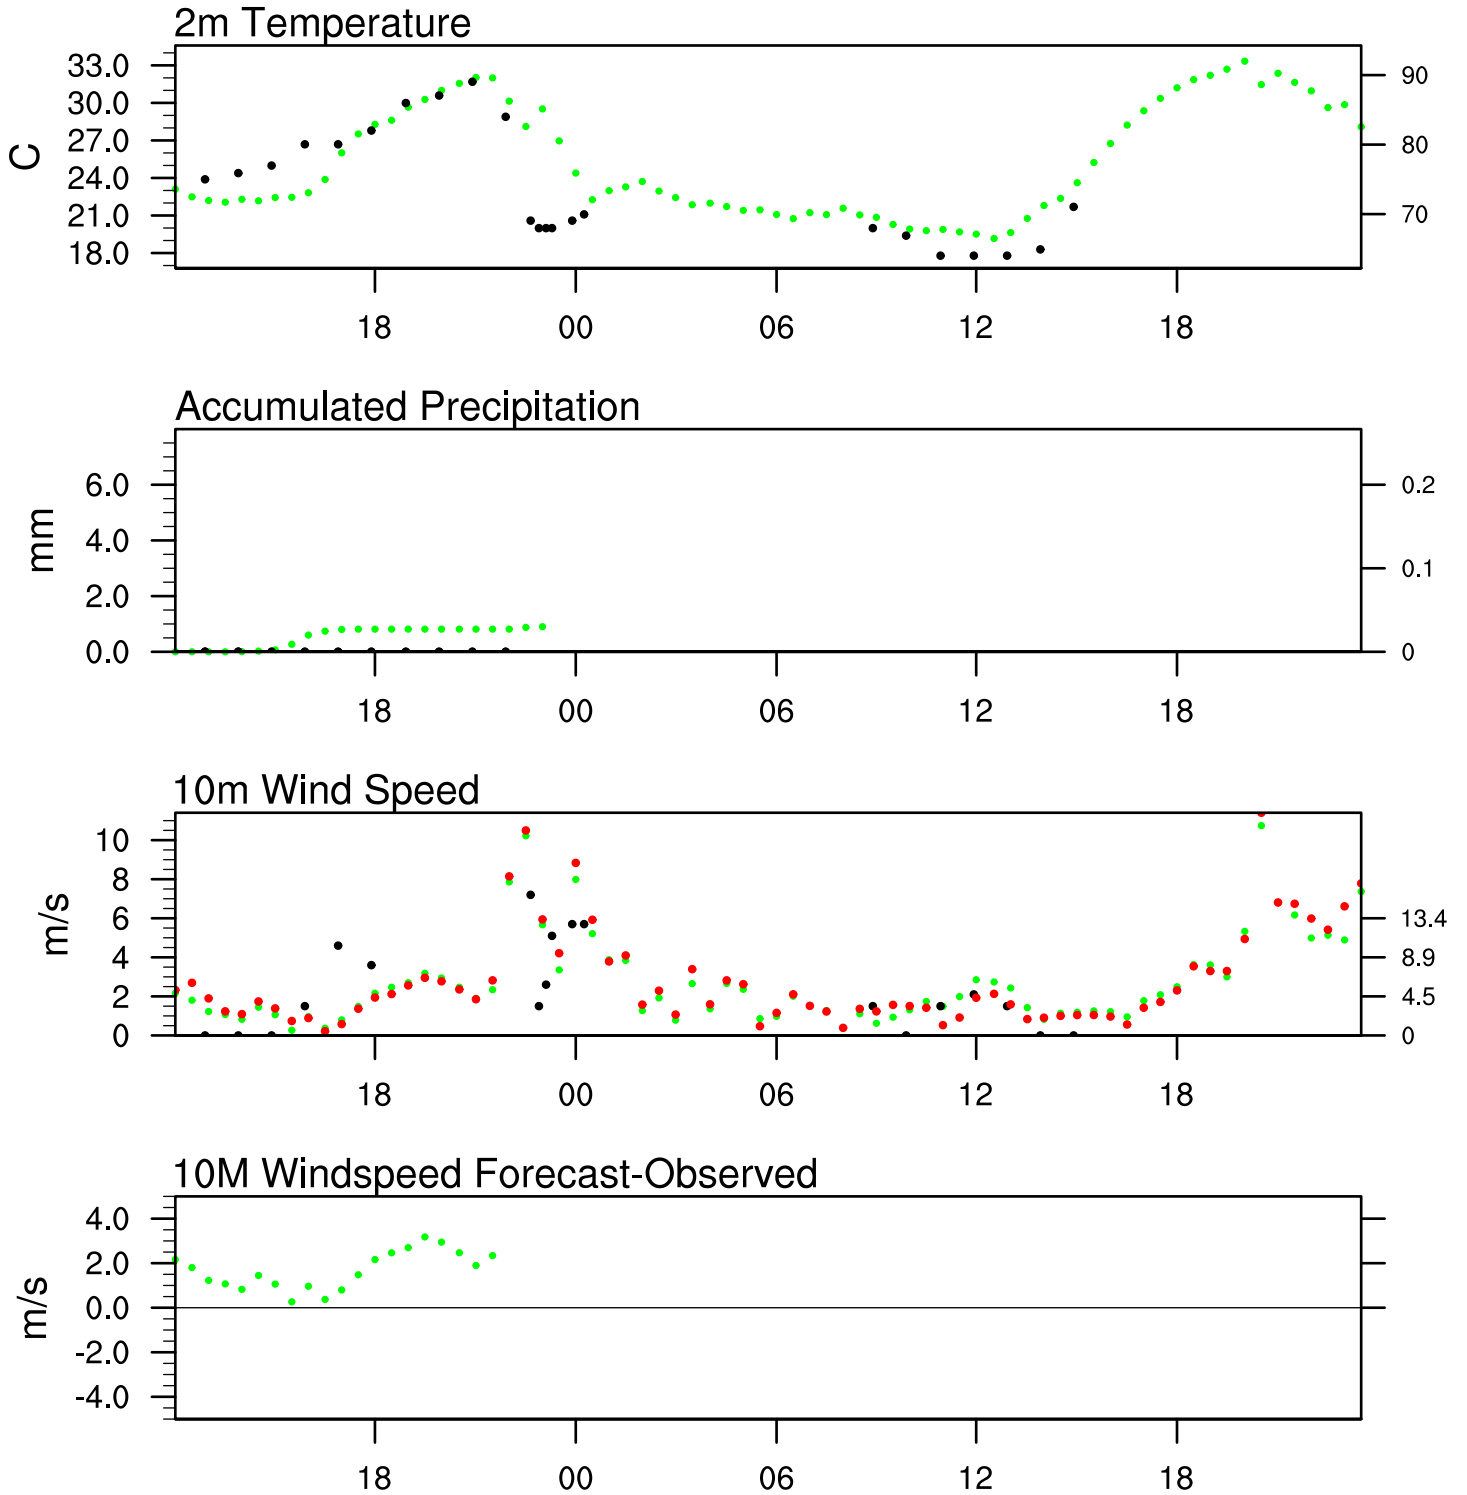 2m Temperature
C
33.0
30.0
27.0
24.0
21.0
18.0
90
80
70
18 00 06 12 18
Accumulated Precipitation
mm
6.0
4.0
2.0
0.0
0.2
0.1
0
18 00 06 12 18
10m Wind Speed
m/s
10
8
6
4
2
0
13.4
8.9
4.5
0
18 00 06 12 18
10M Windspeed Forecast-Observed
m/s
4.0
2.0
0.0
-2.0
-4.0
18 00 06 12 18